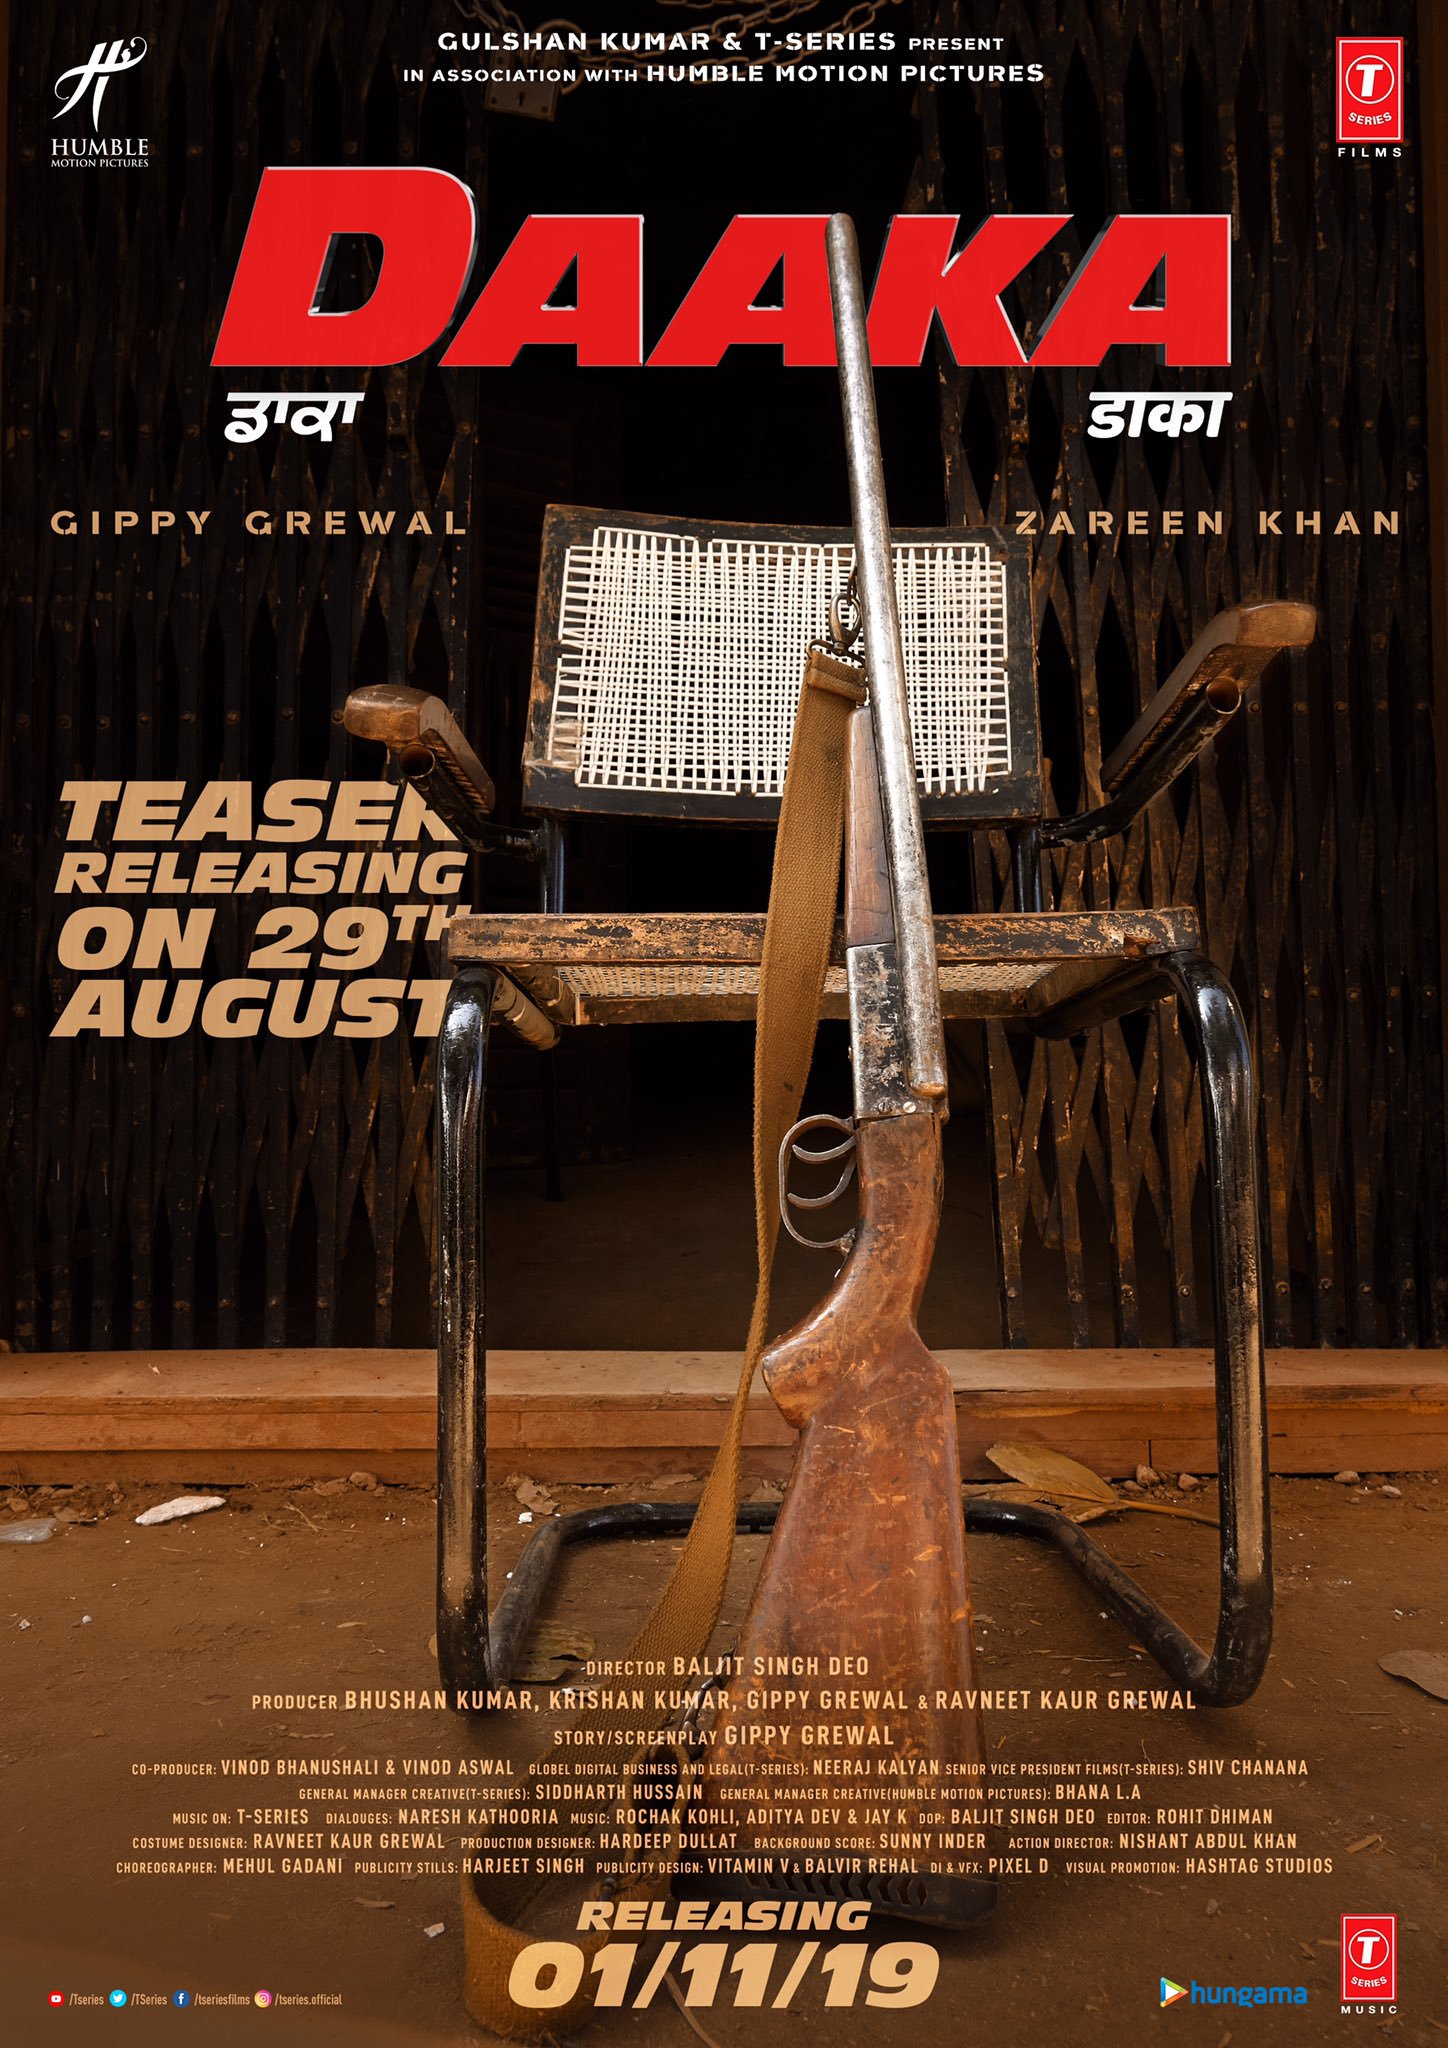 GULSHAN KUMAR & T-SERIES PRESENT
IN ASSOCIATION WITH HUMBLE MOTION PICTURES
HUMBLE
MOTION PICTURES
T
SERIES
FILMS
DAAKA
ਡਾਕਾ
डाका
GIPPY GREWAL
ZAREEN KHAN
TEASER
RELEASING
ON 29TH
AUGUST
DIRECTOR BALJIT SINGH DEO
PRODUCER BHUSHAN KUMAR, KRISHAN KUMAR, GIPPY GREWAL & RAVNEET KAUR GREWAL
STORY/SCREENPLAY GIPPY GREWAL
CO-PRODUCER: VINOD BHANUSHALI & VINOD ASWAL GLOBEL DIGITAL BUSINESS AND LEGAL(T-SERIES): NEERAJ KALYAN SENIOR VICE PRESIDENT FILMS(T-SERIES): SHIV CHANANA
GENERAL MANAGER CREATIVE(T-SERIES): SIDDHARTH HUSSAIN GENERAL MANAGER CREATIVE(HUMBLE MOTION PICTURES): BHANA L.A
MUSIC ON: T-SERIES DIALOUGES: NARESH KATHOORIA MUSIC: ROCHAK KOHLI, ADITYA DEV & JAY K DOP: BALJIT SINGH DEO EDITOR: ROHIT DHIMAN
COSTUME DESIGNER: RAVNEET KAUR GREWAL PRODUCTION DESIGNER: HARDEEP DULLAT BACKGROUND SCORE: SUNNY INDER ACTION DIRECTOR: NISHANT ABDUL KHAN
CHOREOGRAPHER: MEHUL GADANI PUBLICITY STILLS: HARJEET SINGH PUBLICITY DESIGN: VITAMIN V & BALVIR REHAL DI & VFX: PIXEL D VISUAL PROMOTION: HASHTAG STUDIOS
RELEASING
01/11/19
/Tseries /TSeries /tseriesfilms /tseries.official
hungama
T
SERIES
MUSIC